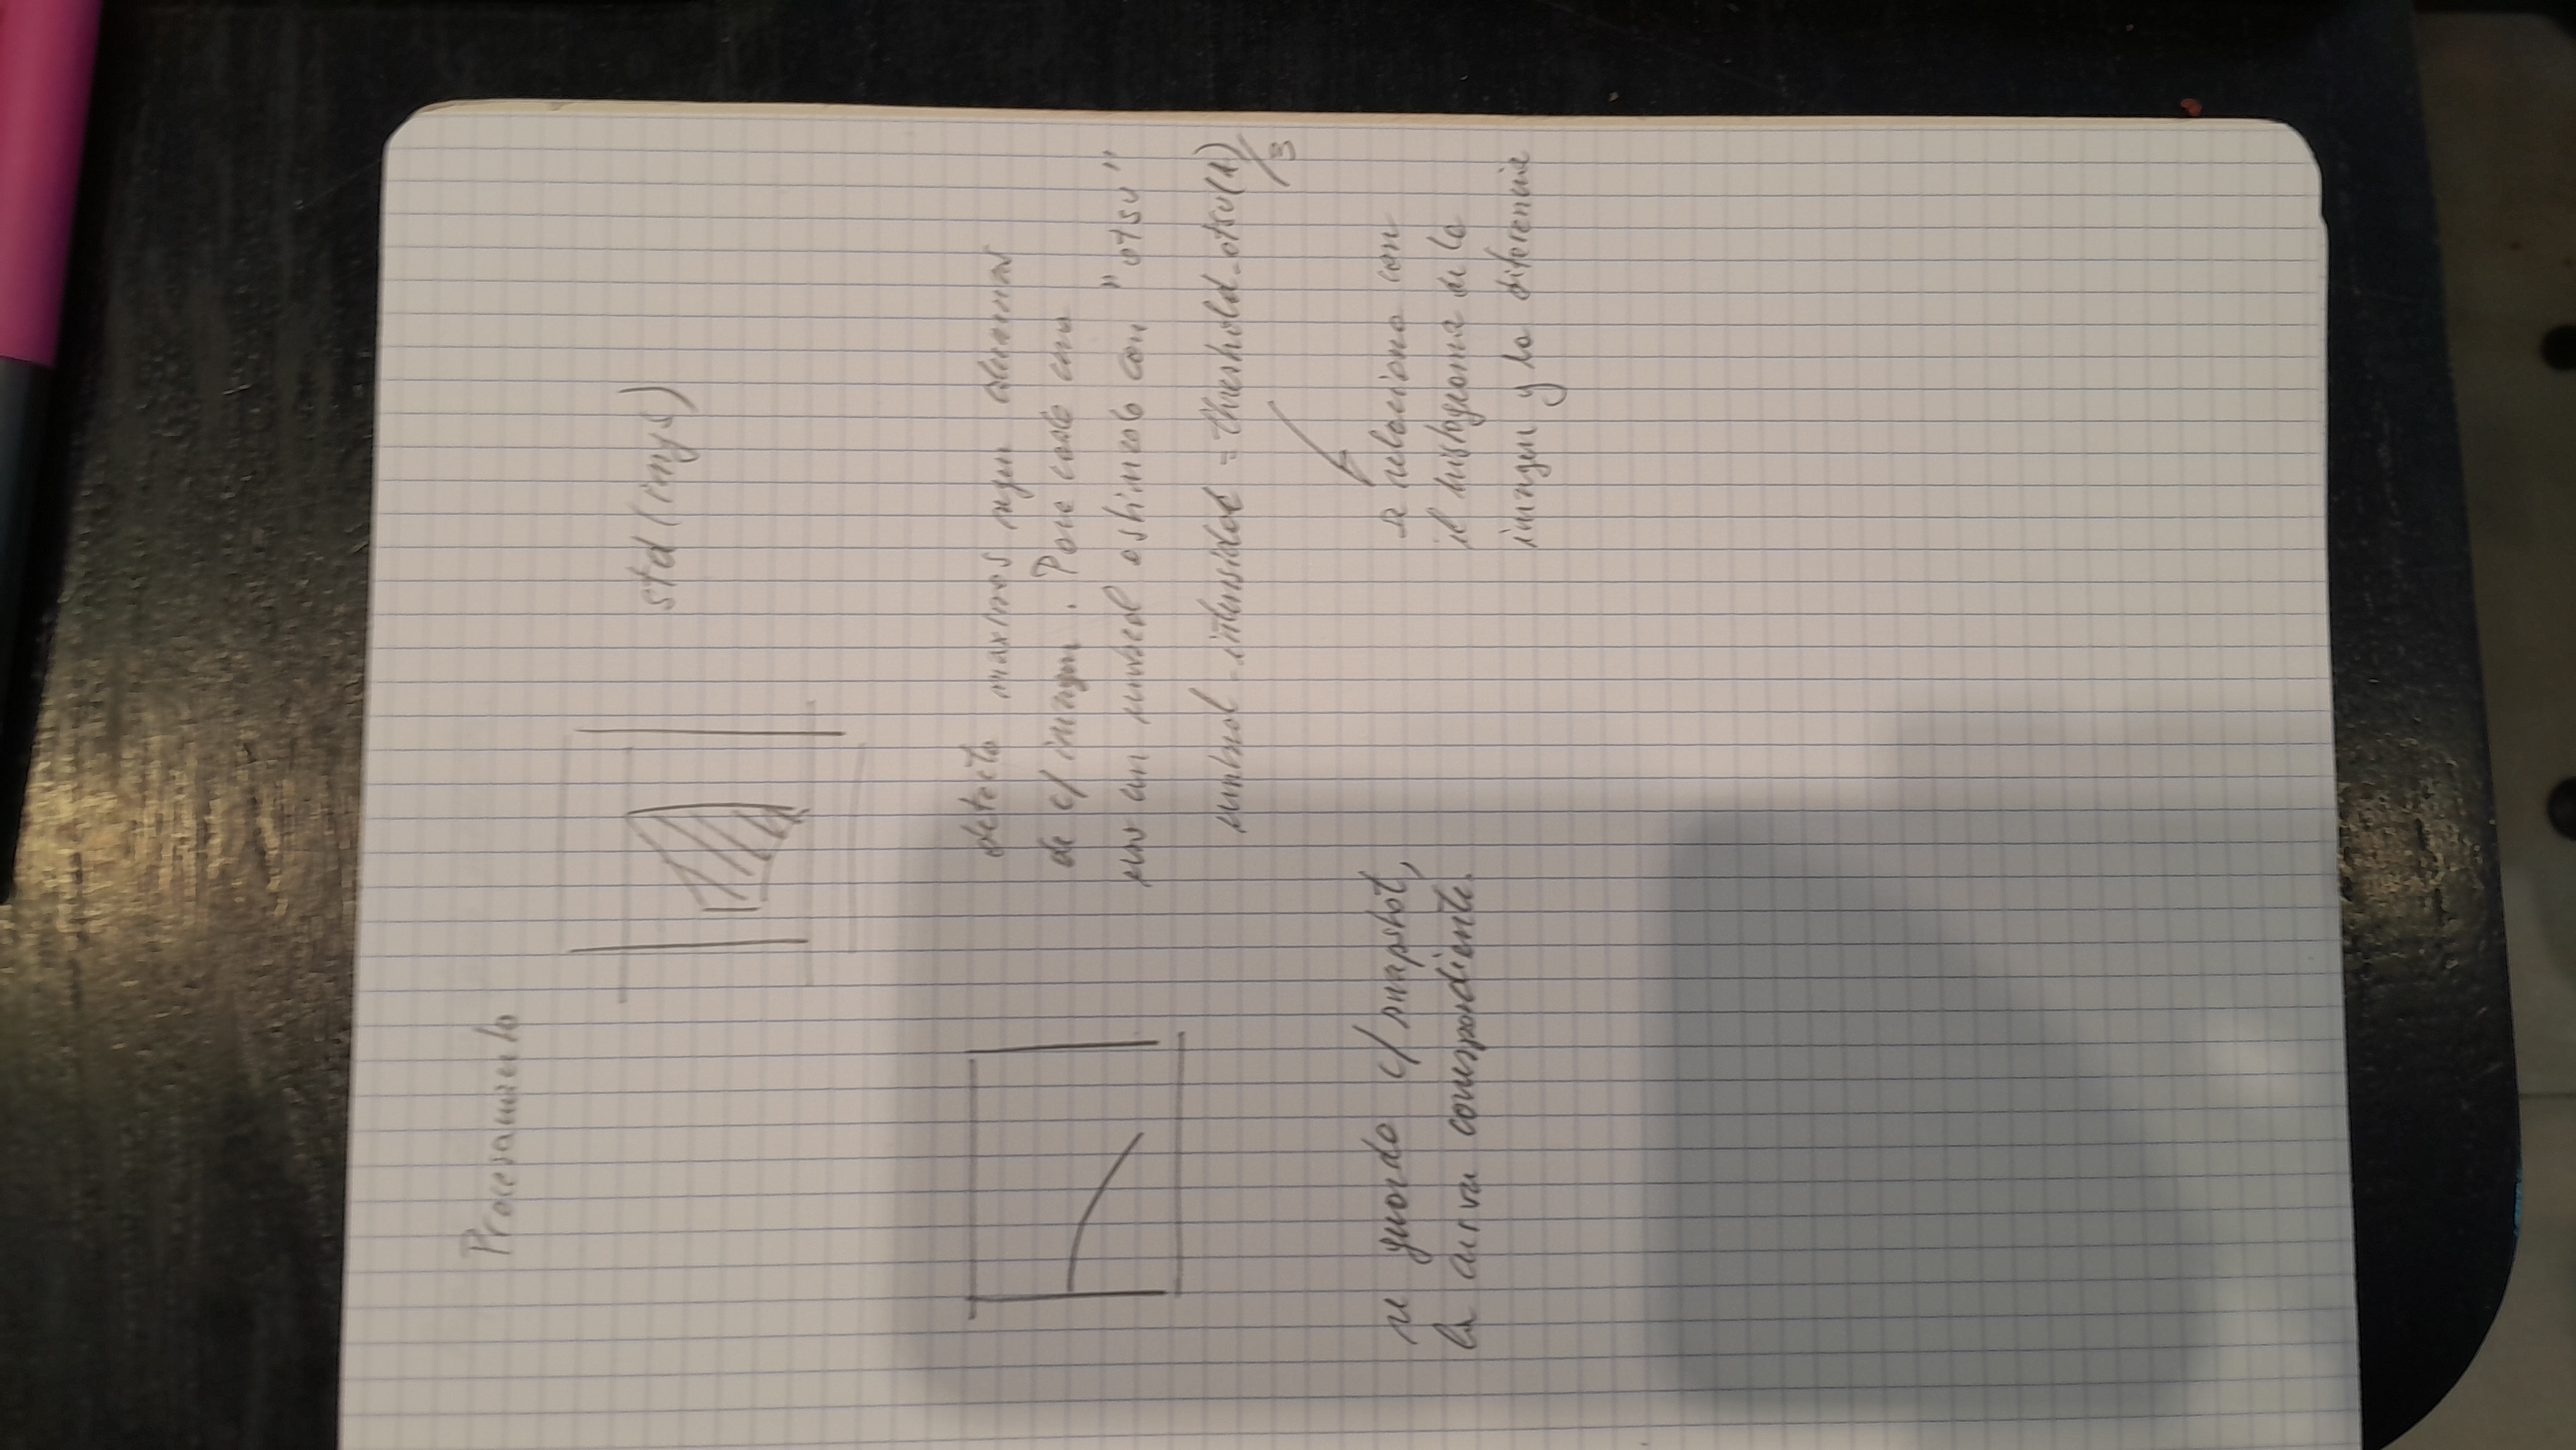 Procesamiento
std (imgs)
detecto maximos segun columnas
de c/ imagen. Para cada una
uso un umbral estimado con "otsu"
umbral_intensidad = threshold_otsu( )/3
se guarda c/ snapshot,
la curva correspondiente.
se relaciona con
el histograma de la
imagen y la diferencia